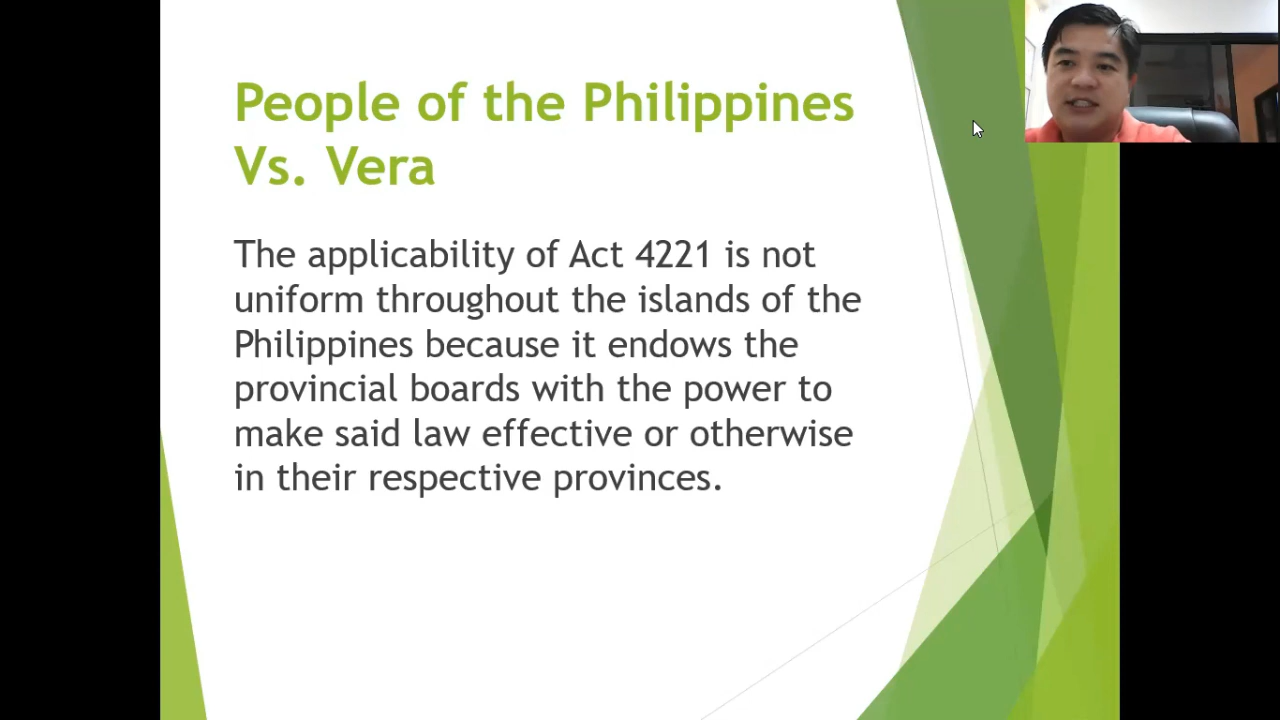 People of the Philippines
Vs. Vera
The applicability of Act 4221 is not
uniform throughout the islands of the
Philippines because it endows the
provincial boards with the power to
make said law effective or otherwise
in their respective provinces.